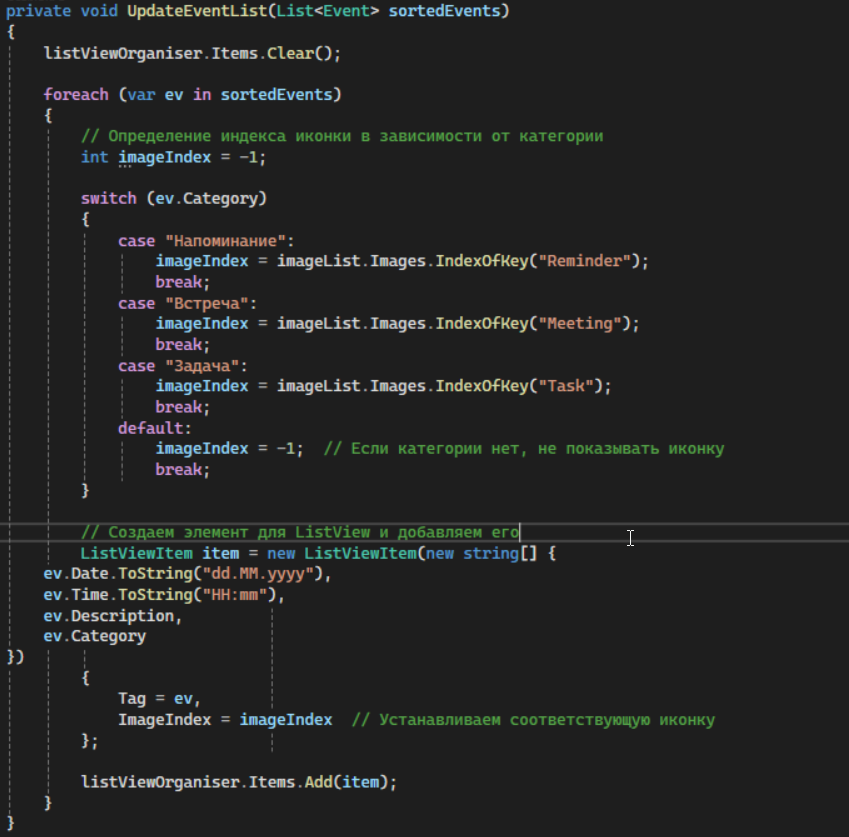 private void UpdateEventList(List<Event> sortedEvents)
{
    listViewOrganiser.Items.Clear();
    foreach (var ev in sortedEvents)
    {
        // Определение индекса иконки в зависимости от категории
        int imageIndex = -1;
        switch (ev.Category)
        {
            case "Напоминание":
                imageIndex = imageList.Images.IndexOfKey("Reminder");
                break;
            case "Встреча":
                imageIndex = imageList.Images.IndexOfKey("Meeting");
                break;
            case "Задача":
                imageIndex = imageList.Images.IndexOfKey("Task");
                break;
            default:
                imageIndex = -1;  // Если категории нет, не показывать иконку
                break;
        }
        // Создаем элемент для ListView и добавляем его
        ListViewItem item = new ListViewItem(new string[] {
    ev.Date.ToString("dd.MM.yyyy"),
    ev.Time.ToString("HH:mm"),
    ev.Description,
    ev.Category
})
        {
            Tag = ev,
            ImageIndex = imageIndex  // Устанавливаем соответствующую иконку
        };
        listViewOrganiser.Items.Add(item);
    }
}